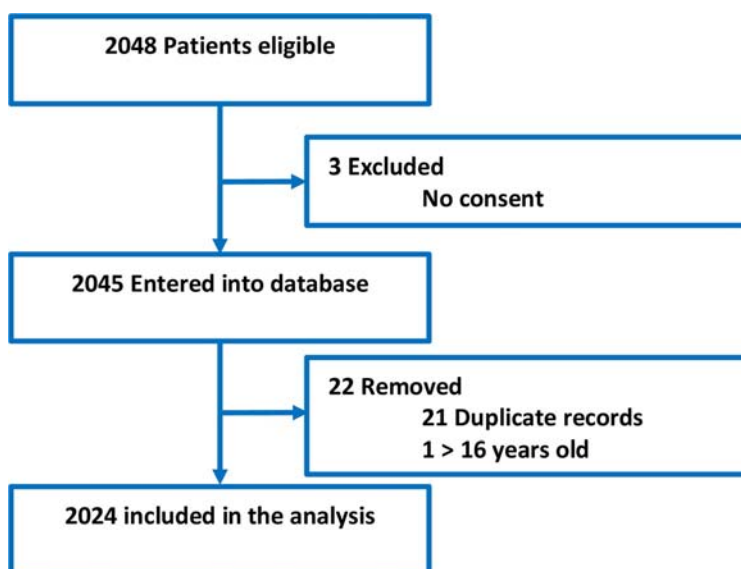 2048 Patients eligible
3 Excluded
No consent
2045 Entered into database
22 Removed
21 Duplicate records
1 > 16 years old
2024 included in the analysis